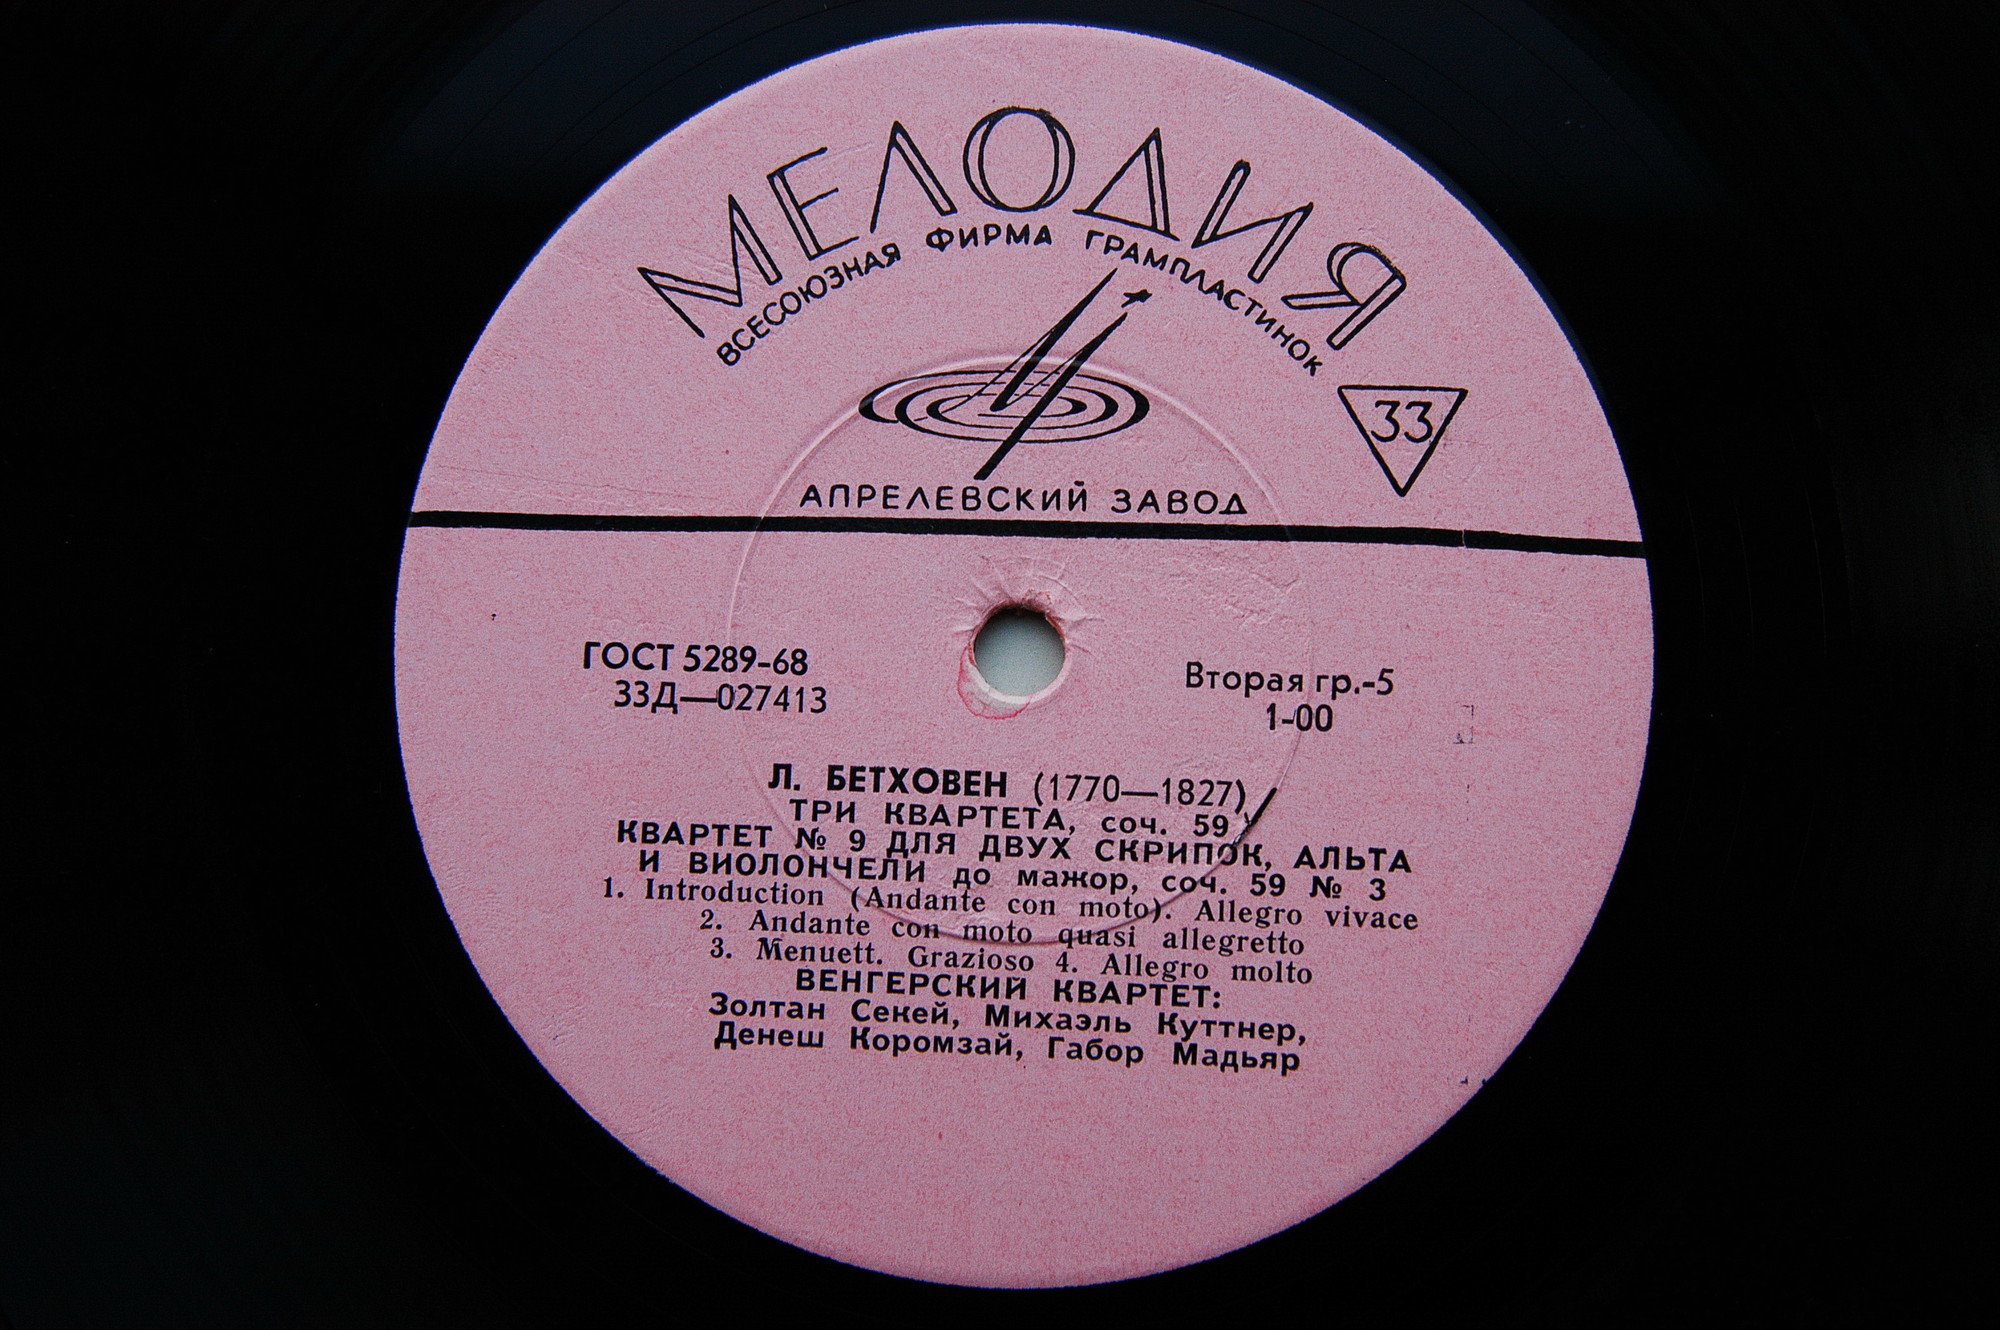 МЕЛОДИЯ
ВСЕСОЮЗНАЯ ФИРМА ГРАМПЛАСТИНОК
33
АПРЕЛЕВСКИЙ ЗАВОД
ГОСТ 5289-68
33Д—027413
Вторая гр.-5
1-00
Л. БЕТХОВЕН (1770—1827)
ТРИ КВАРТЕТА, соч. 59
КВАРТЕТ № 9 ДЛЯ ДВУХ СКРИПОК, АЛЬТА
И ВИОЛОНЧЕЛИ до мажор, соч. 59 № 3
1. Introduction (Andante con moto). Allegro vivace
2. Andante con moto quasi allegretto
3. Menuett. Grazioso 4. Allegro molto
ВЕНГЕРСКИЙ КВАРТЕТ:
Золтан Секей, Михаэль Куттнер,
Денеш Коромзай, Габор Мадьяр